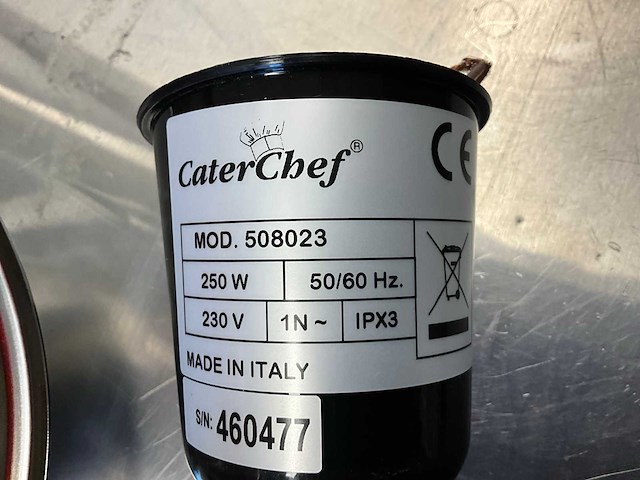 CaterChef®
CE
MOD. 508023
250 W 50/60 Hz.
230 V 1N ~ IPX3
MADE IN ITALY
S/N: 460477